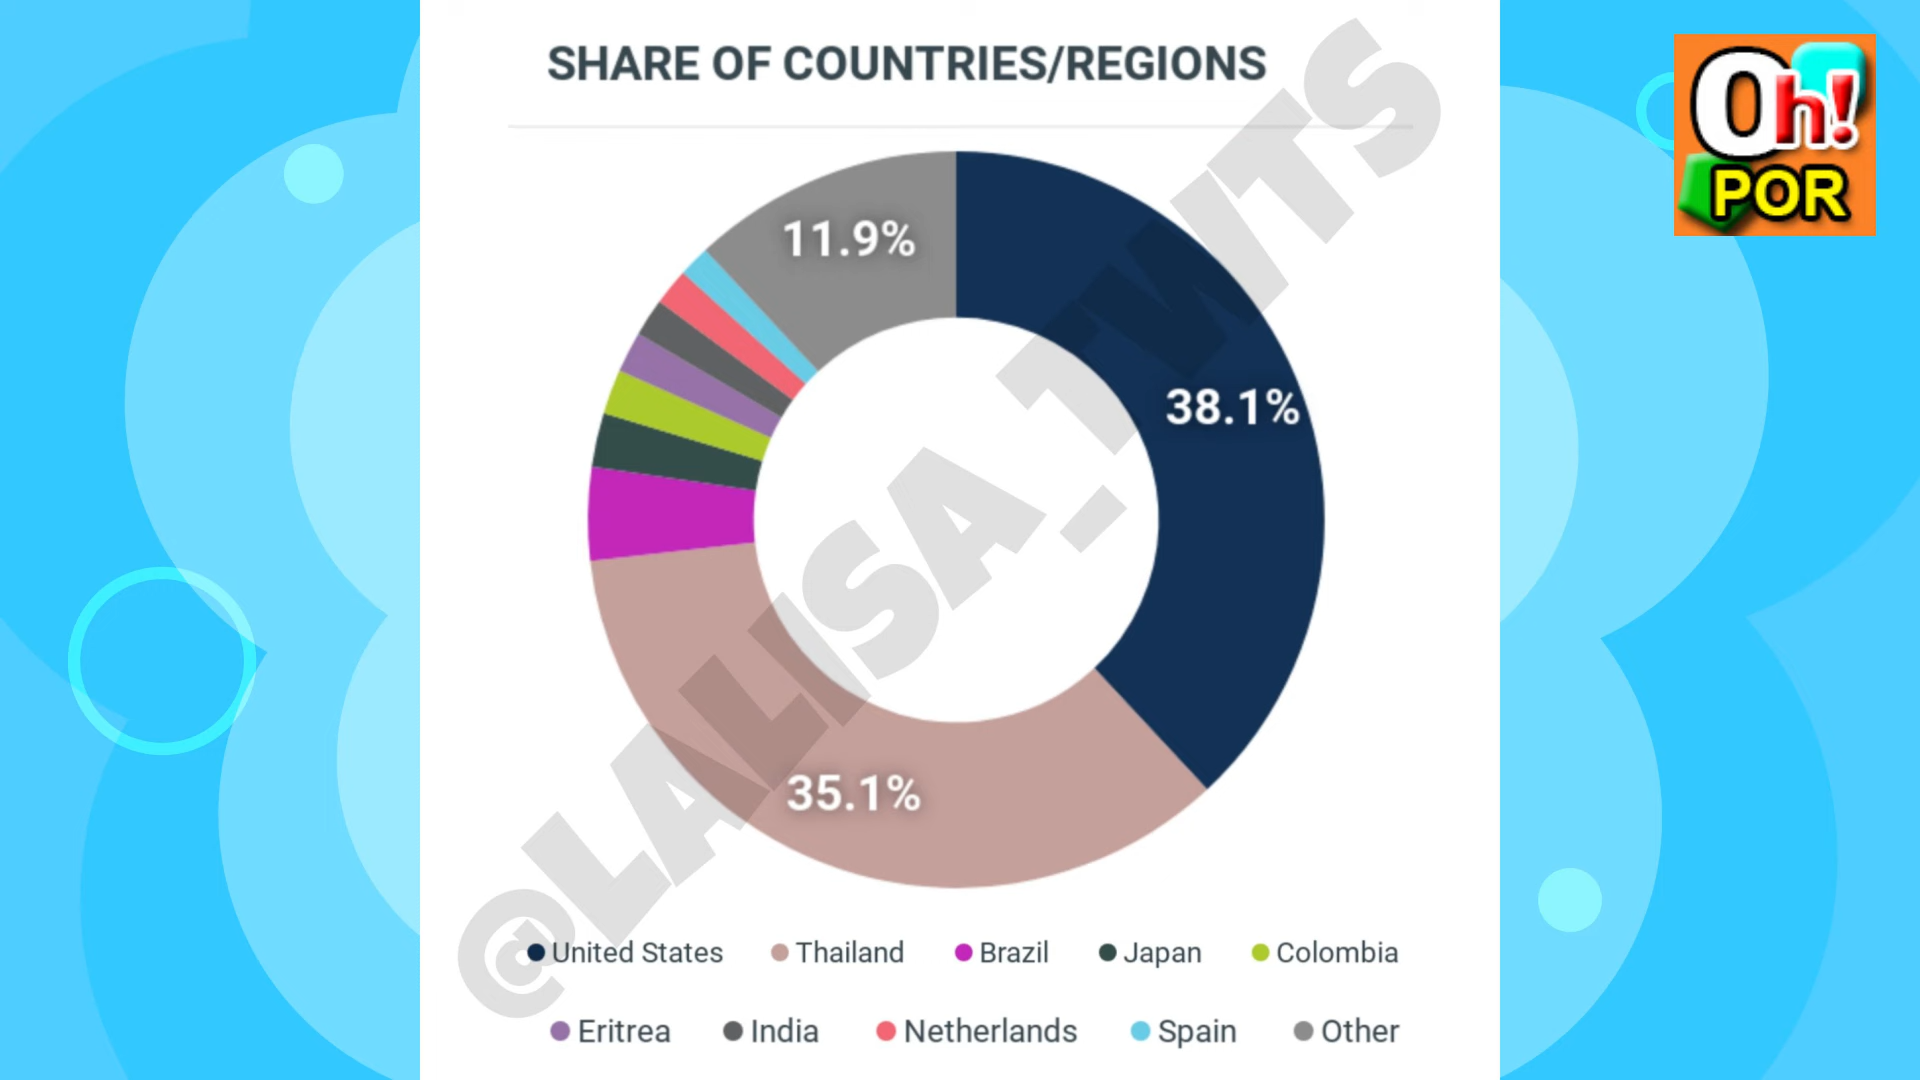 SHARE OF COUNTRIES/REGIONS
Oh!
POR
11.9%
38.1%
35.1%
@LALISA_TWTS
United States Thailand Brazil Japan Colombia
Eritrea India Netherlands Spain Other